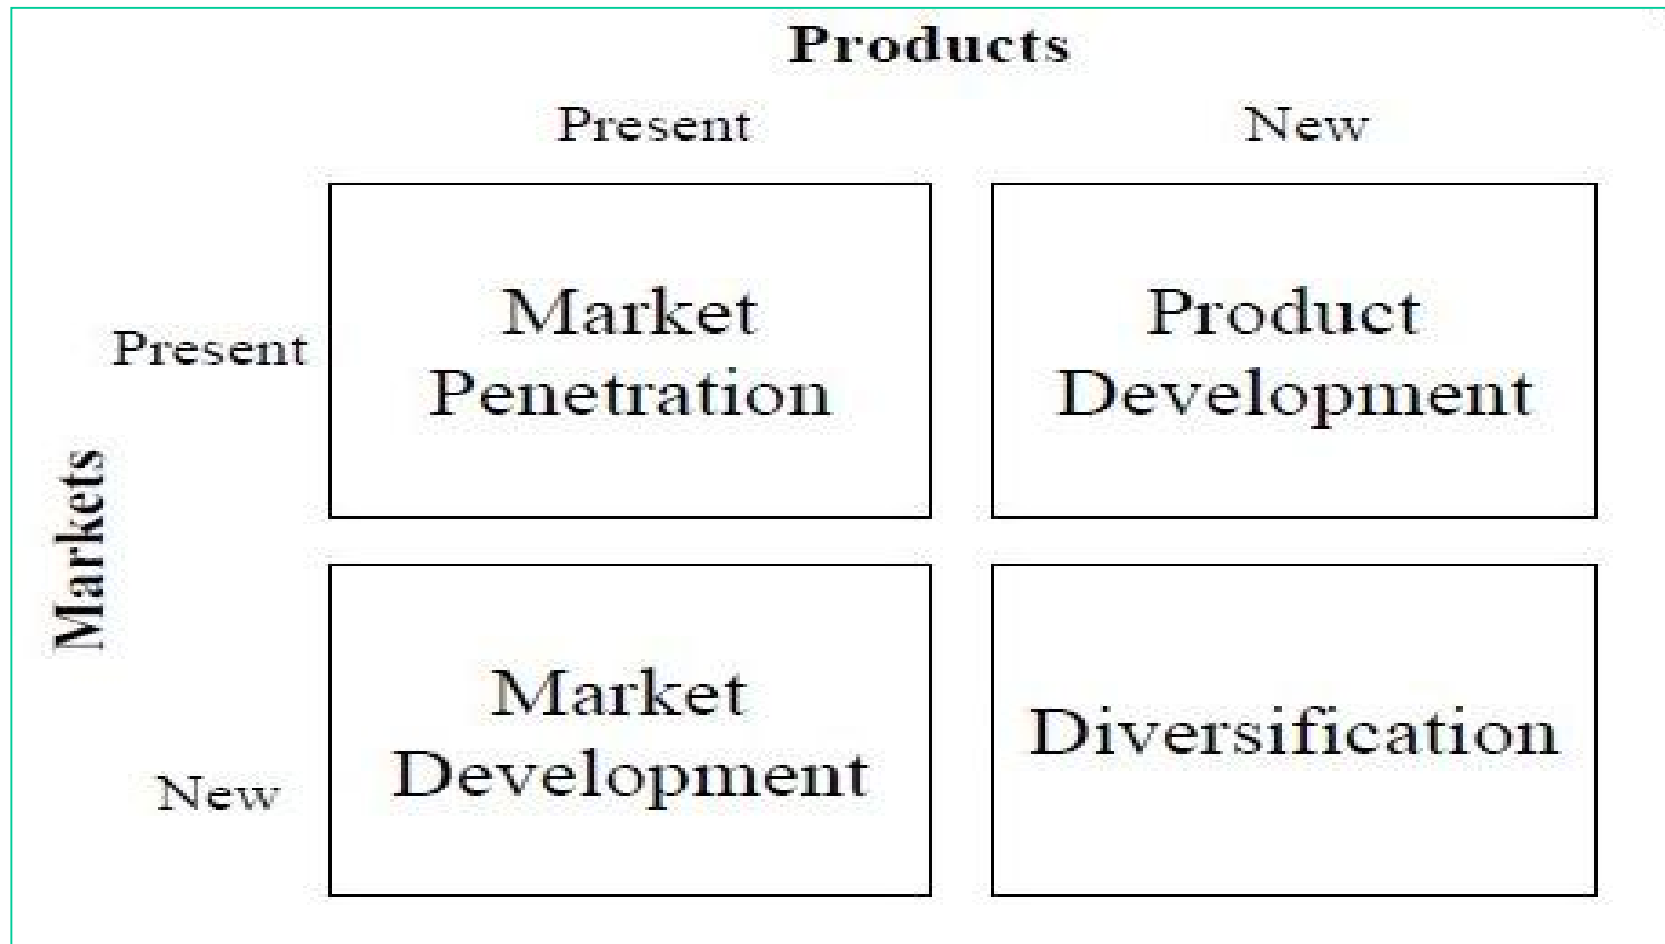 Products
Present
New
Present
Market
Penetration
Product
Development
Markets
New
Market
Development
Diversification